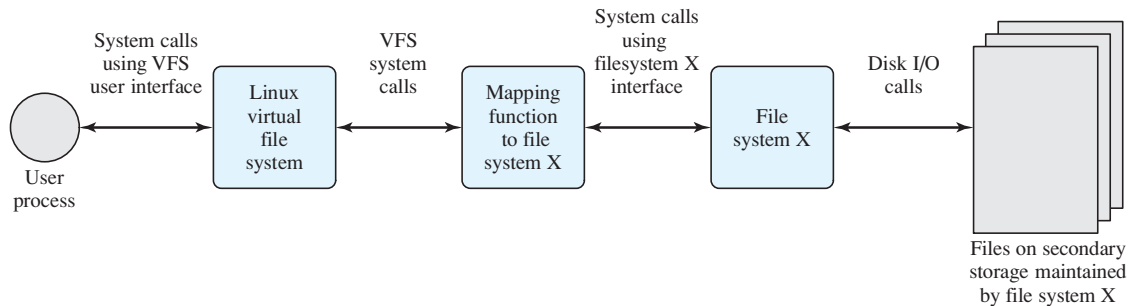 System calls
using VFS
user interface
VFS
system
calls
System calls
using
filesystem X
interface
Disk I/O
calls
User
process
Linux
virtual
file
system
Mapping
function
to file
system X
File
system X
Files on secondary
storage maintained
by file system X